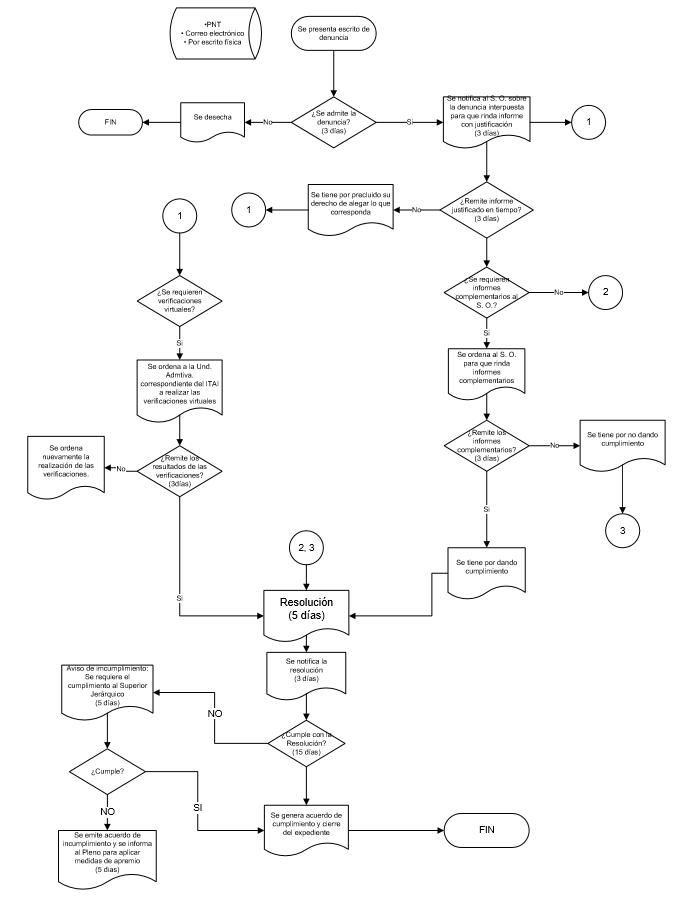 •PNT
• Correo electrónico
• Por escrito física
Se presenta escrito de
denuncia
FIN
Se desecha
No
¿Se admite la
denuncia?
(3 días)
Si
Se notifica al S. O. sobre
la denuncia interpuesta
para que rinda informe
con justificación
(3 días)
1
1
1
Se tiene por precluido su
derecho de alegar lo que
corresponda
No
¿Remite informe
justificado en tiempo?
(3 días)
¿Se requieren
verificaciones
virtuales?
¿Se requieren
informes
complementarios al
S. O.?
No
2
Si
Si
Se ordena a la Und.
Admtiva.
correspondiente del ITAI
a realizar las
verificaciones virtuales
Se ordena al S. O.
para que rinda
informes
complementarios
Se ordena
nuevamente la
realización de las
verificaciones.
No
¿Remite los
resultados de las
verificaciones?
(3días)
¿Remite los
informes
complementarios?
(3 días)
No
Se tiene por no dando
cumplimiento
Si
3
2, 3
Se tiene por dando
cumplimiento
Si
Resolución
(5 días)
Se notifica la
resolución
(3 días)
Aviso de imcumplimiento:
Se requiere el
cumplimiento al Superior
Jerárquico
(5 días)
NO
¿Cumple con la
Resolución?
(15 días)
¿Cumple?
SI
NO
Se genera acuerdo de
cumplimiento y cierre
del expediente
FIN
Se emite acuerdo de
incumplimiento y se informa
al Pleno para aplicar
medidas de apremio
(5 días)